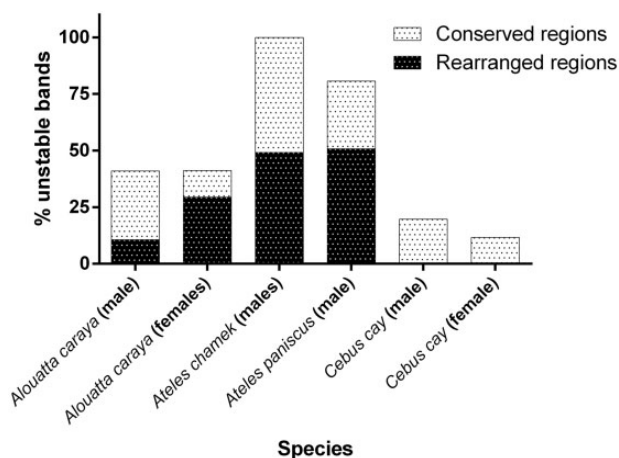 100
75
50
25
0
% unstable bands
Conserved regions
Rearranged regions
Alouatta caraya (male)
Alouatta caraya (females)
Ateles chamek (males)
Ateles paniscus (male)
Cebus cay (male)
Cebus cay (female)
Species